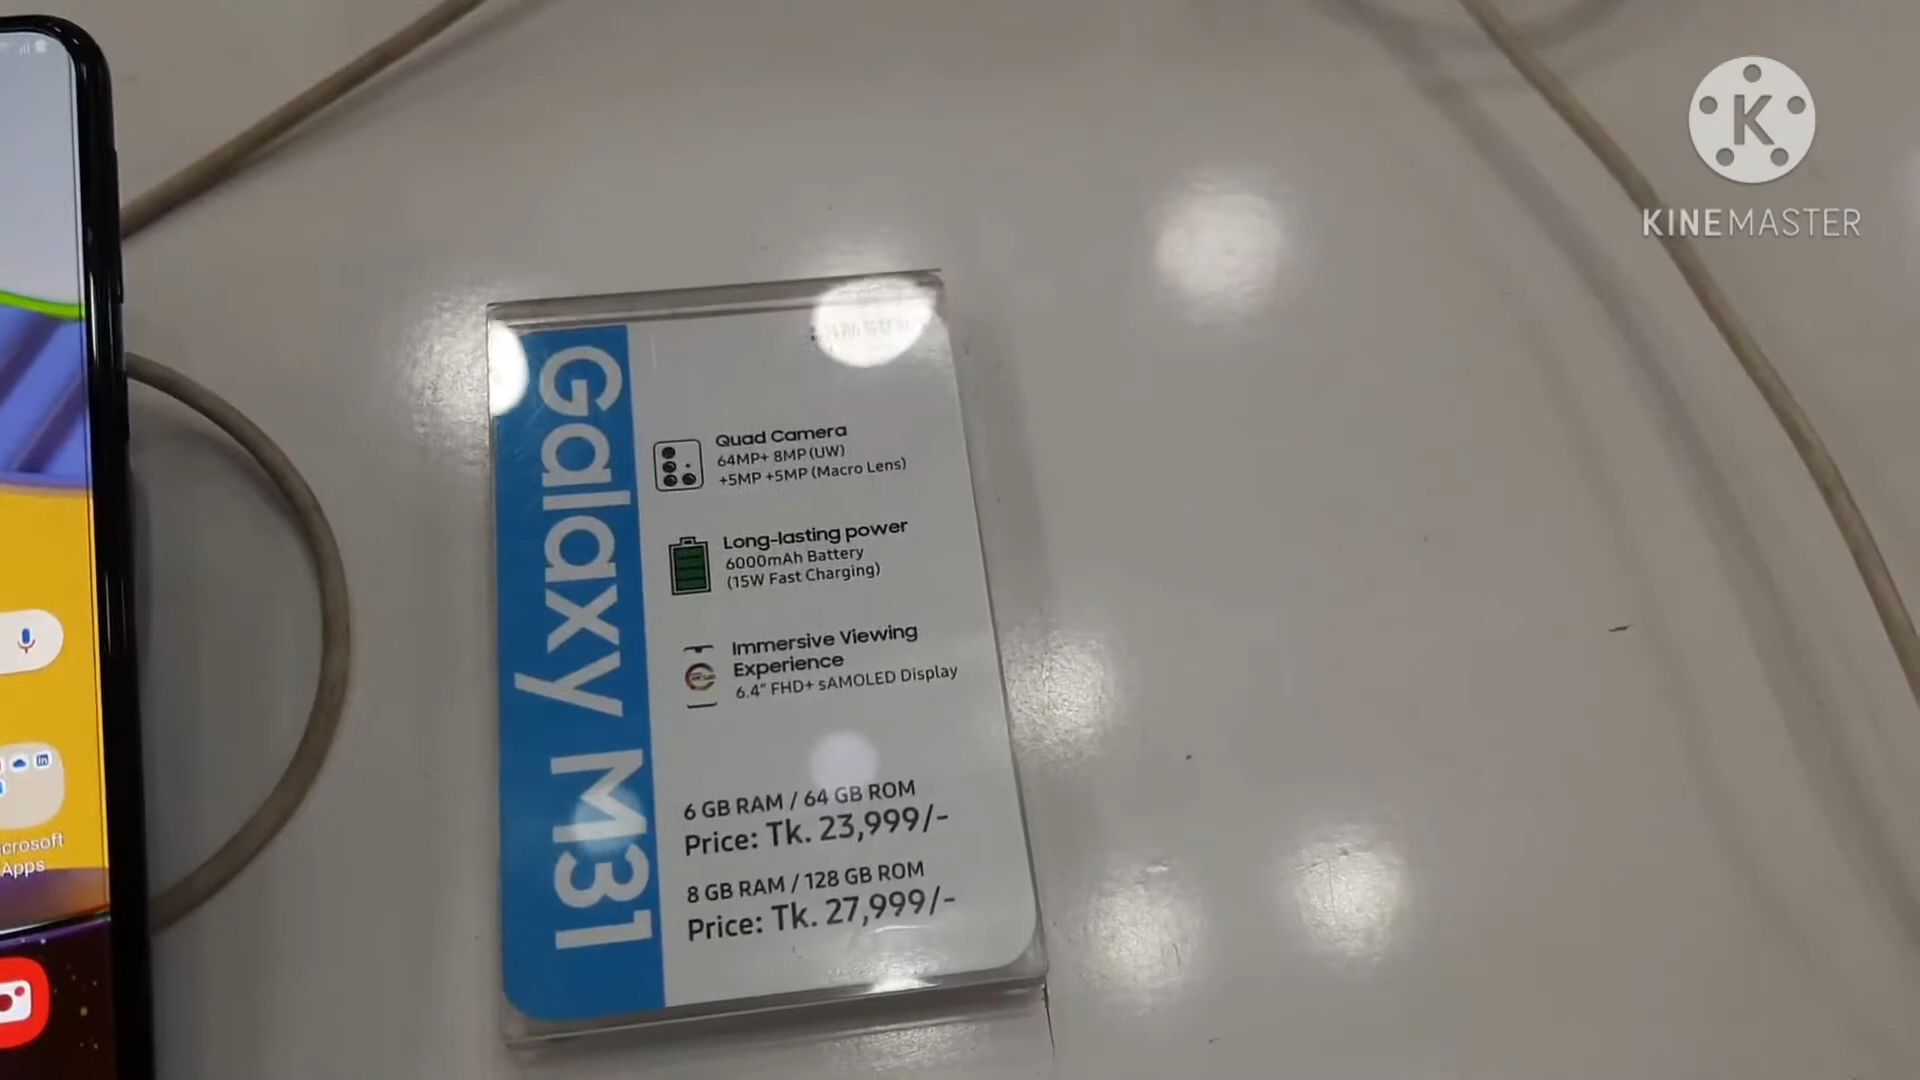 K
KINEMASTER
SAMSUNG
Galaxy M31
Quad Camera
64MP+ 8MP (UW)
+5MP +5MP (Macro Lens)
Long-lasting power
6000mAh Battery
(15W Fast Charging)
Immersive Viewing
Experience
6.4" FHD+ sAMOLED Display
6 GB RAM / 64 GB ROM
Price: Tk. 23,999/-
8 GB RAM / 128 GB ROM
Price: Tk. 27,999/-
crosoft
Apps
in